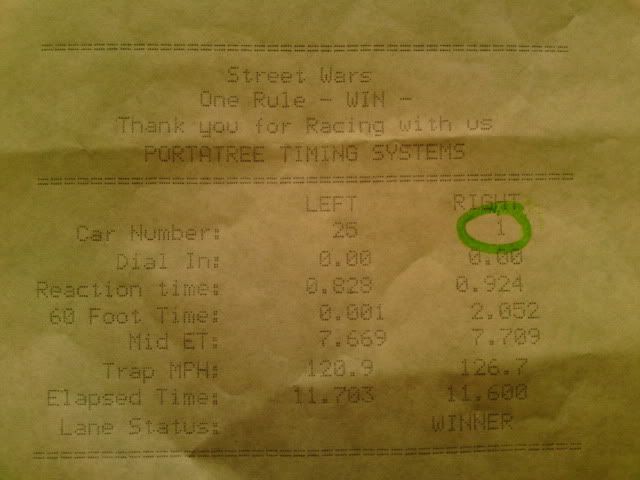 Street Wars
One Rule - WIN -
Thank you for Racing with us
PORTATREE TIMING SYSTEMS
LEFT RIGHT
Car Number: 25 1
Dial In: 0.00 0.00
Reaction time: 0.828 0.924
60 Foot Time: 0.001 2.052
Mid ET: 7.669 7.709
Trap MPH: 120.9 126.7
Elapsed Time: 11.703 11.600
Lane Status: WINNER